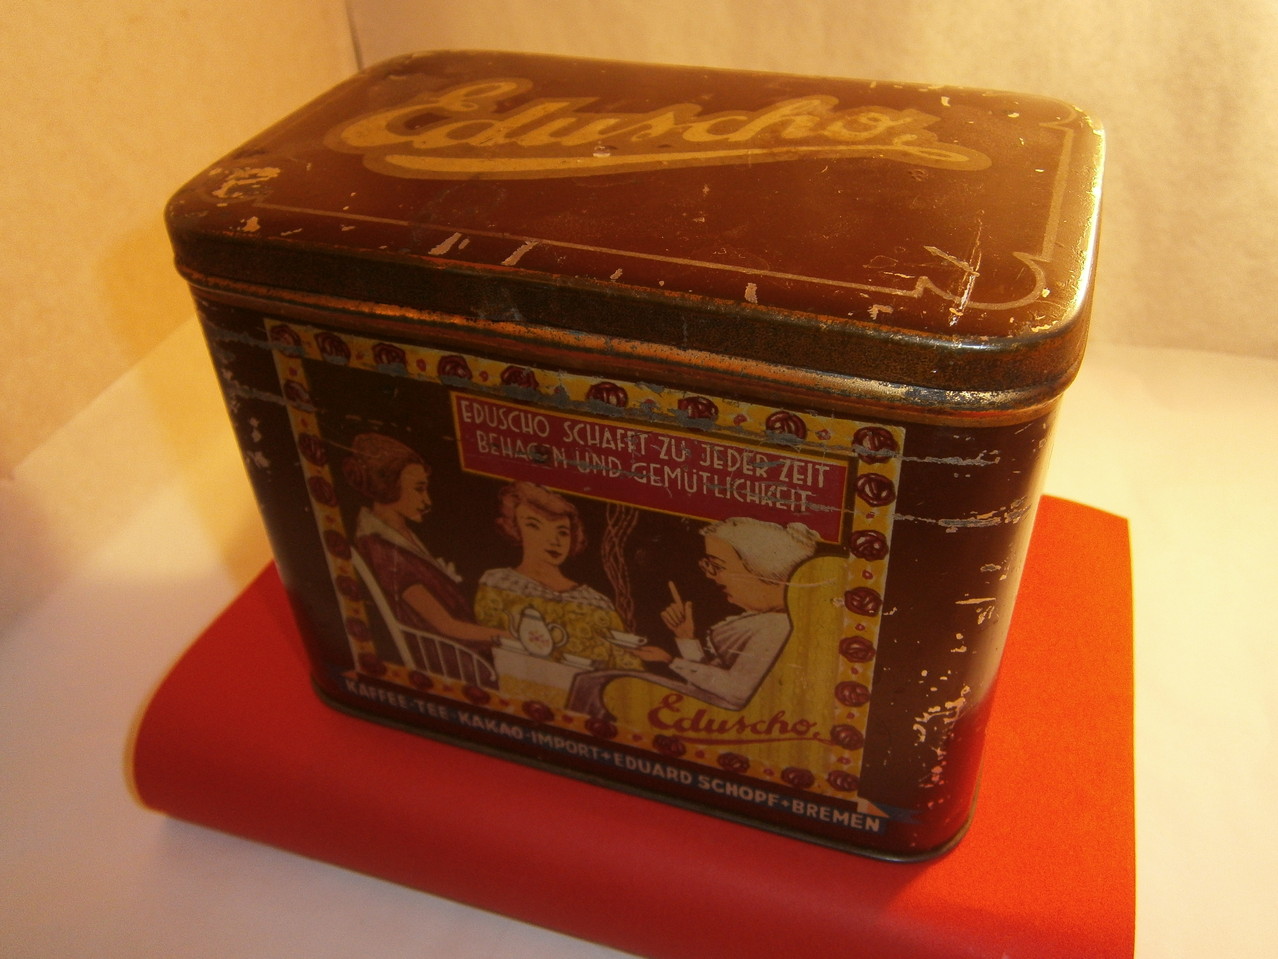 Eduscho
EDUSCHO SCHAFFT ZU JEDER ZEIT
BEHAGEN UND GEMÜTLICHKEIT
Eduscho
KAFFEE·TEE·KAKAO·IMPORT+EDUARD SCHOPF+BREMEN